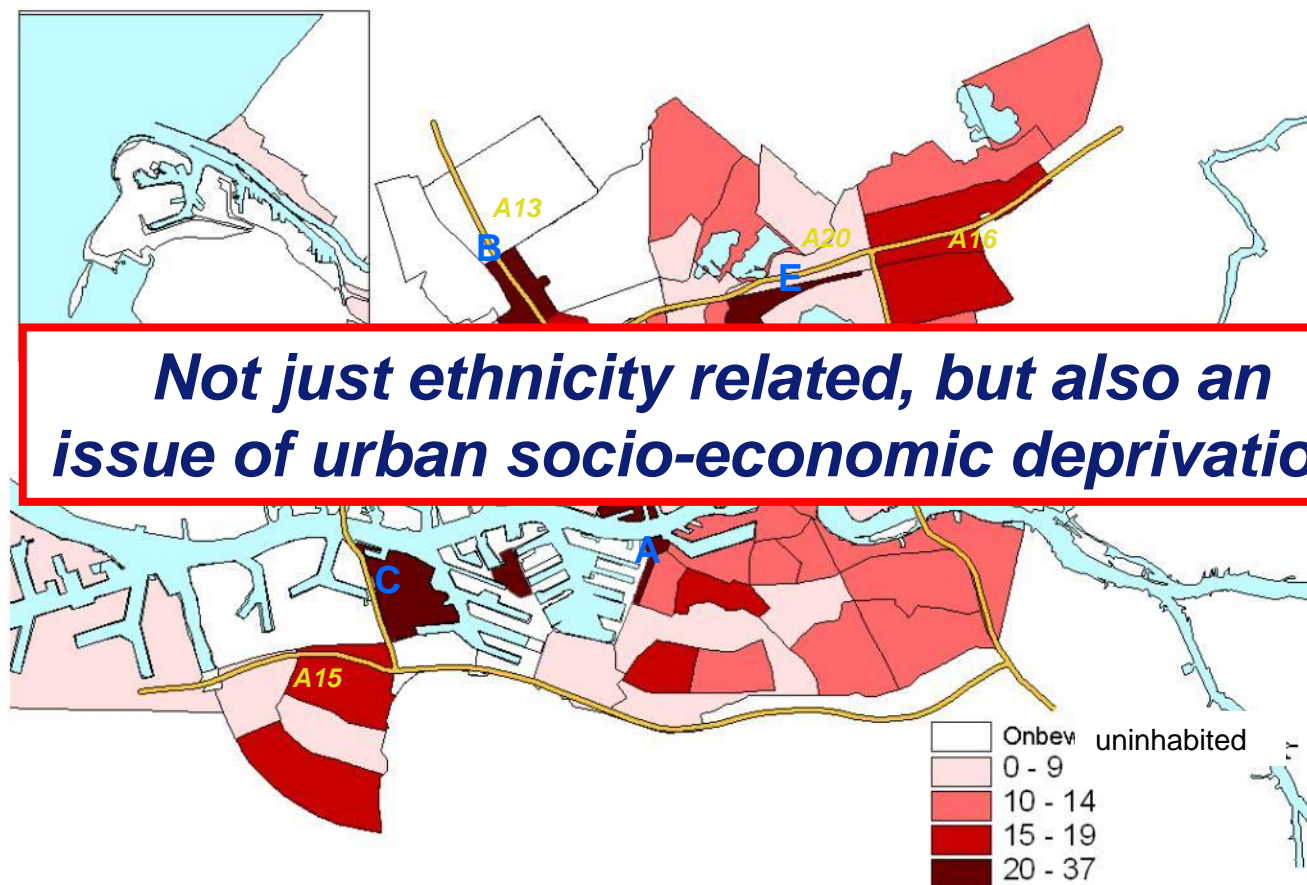 A13
B
A20
A16
E
Not just ethnicity related, but also an
issue of urban socio-economic deprivatio
A
C
A15
Onbew uninhabited
0 - 9
10 - 14
15 - 19
20 - 37